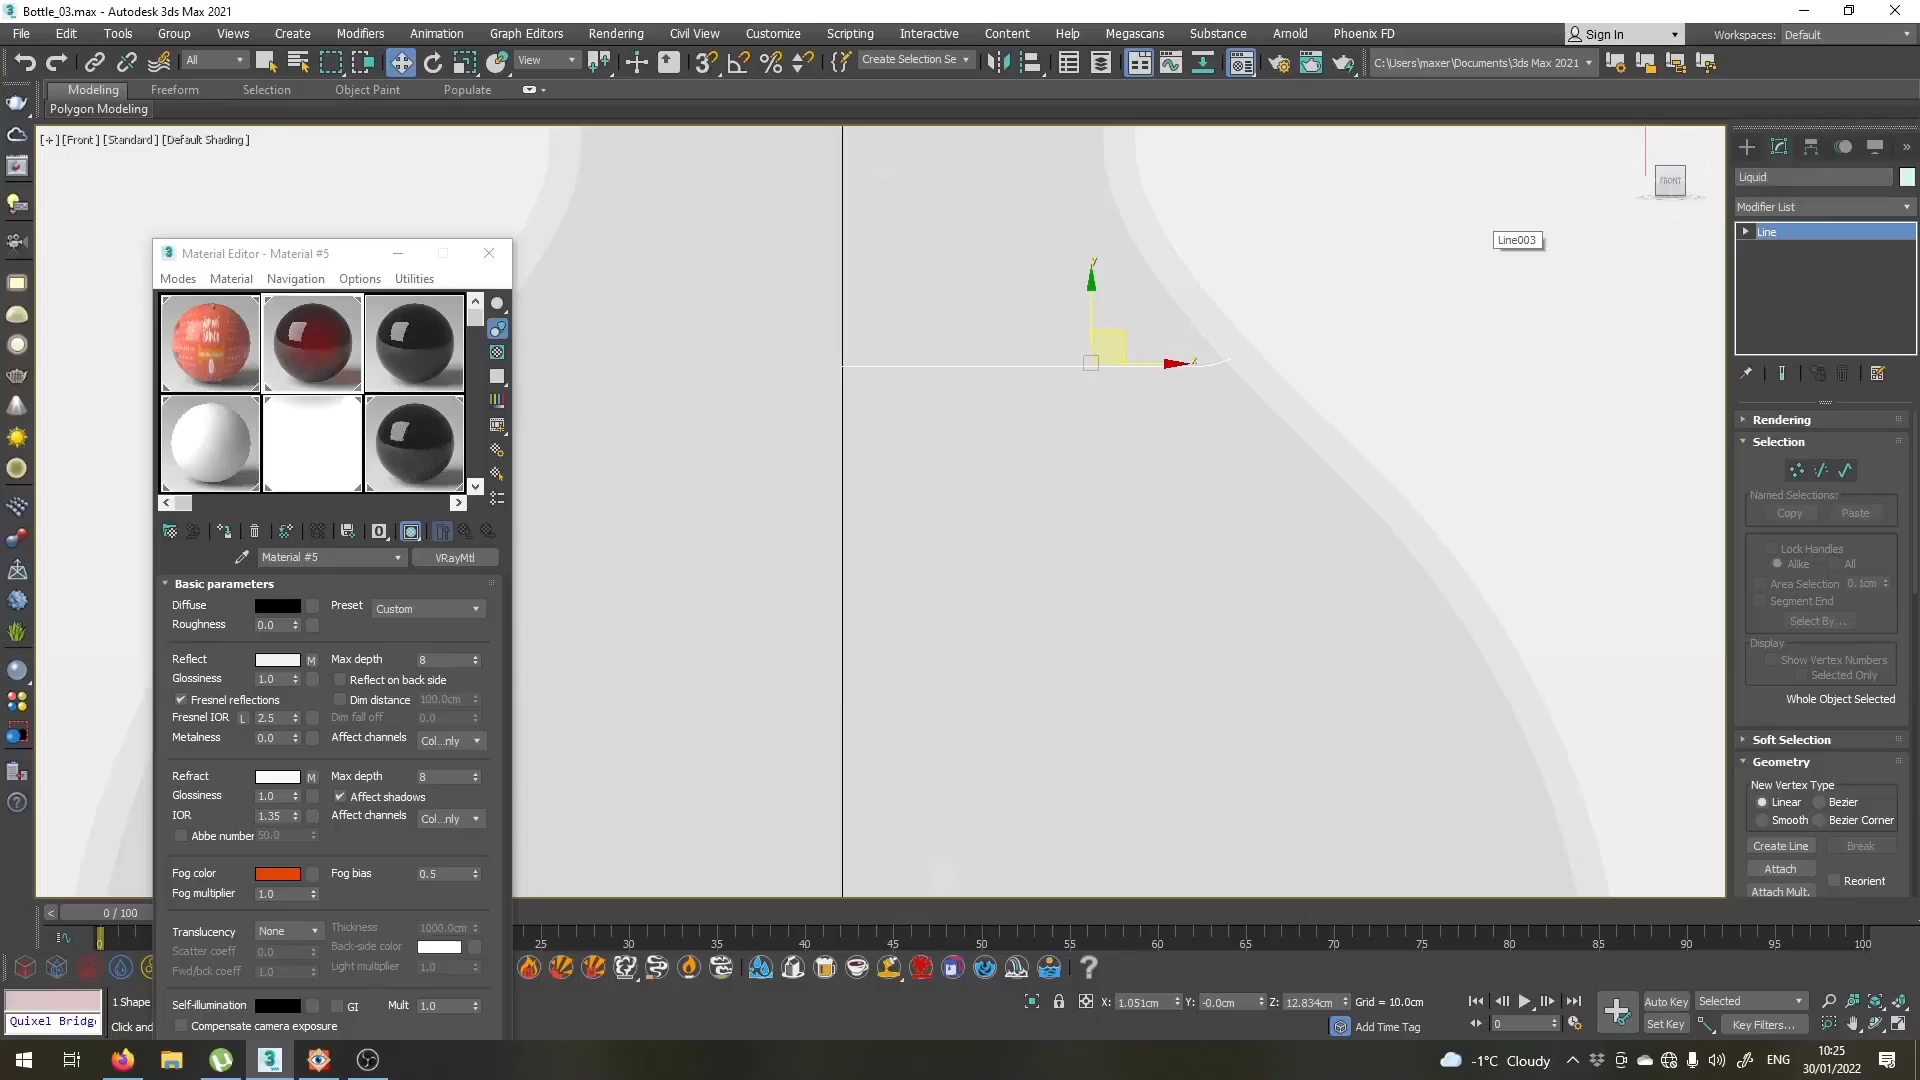 Bottle_03.max - Autodesk 3ds Max 2021
File Edit Tools Group Views Create Modifiers Animation Graph Editors Rendering Civil View Customize Scripting Interactive Content Help Megascans Substance Arnold Phoenix FD Sign In Workspaces: Default
All View Create Selection Se C:\Users\maxer\Documents\3ds Max 2021
Modeling Freeform Selection Object Paint Populate
Polygon Modeling
[+] [Front] [Standard] [Default Shading]
FRONT
Line003
y
x
Material Editor - Material #5
Modes Material Navigation Options Utilities
Material #5 VRayMtl
Basic parameters
Diffuse Preset Custom
Roughness 0.0
Reflect M Max depth 8
Glossiness 1.0 Reflect on back side
Fresnel reflections Dim distance 100.0cm
Fresnel IOR L 2.5 Dim fall off 0.0
Metalness 0.0 Affect channels Col...nly
Refract M Max depth 8
Glossiness 1.0 Affect shadows
IOR 1.35 Affect channels Col...nly
Abbe number 50.0
Fog color Fog bias 0.5
Fog multiplier 1.0
Translucency None Thickness 1000.0cm
Scatter coeff 0.0 Back-side color
Fwd/bck coeff 1.0 Light multiplier 1.0
Self-illumination GI Mult 1.0
Compensate camera exposure
Liquid
Modifier List
Line
Rendering
Selection
Named Selections:
Copy Paste
Lock Handles
Alike All
Area Selection 0.1cm
Segment End
Select By...
Display
Show Vertex Numbers
Selected Only
Whole Object Selected
Soft Selection
Geometry
New Vertex Type
Linear Bezier
Smooth Bezier Corner
Create Line Break
Attach Reorient
Attach Mult.
0 / 100
25 30 35 40 45 50 55 60 65 70 75 80 85 90 95 100
1 Shape
Quixel Bridg
Click and
X: 1.051cm Y: -0.0cm Z: 12.834cm Grid = 10.0cm
Add Time Tag
0
Auto Key Selected
Set Key Key Filters...
-1°C Cloudy ENG 10:25
30/01/2022